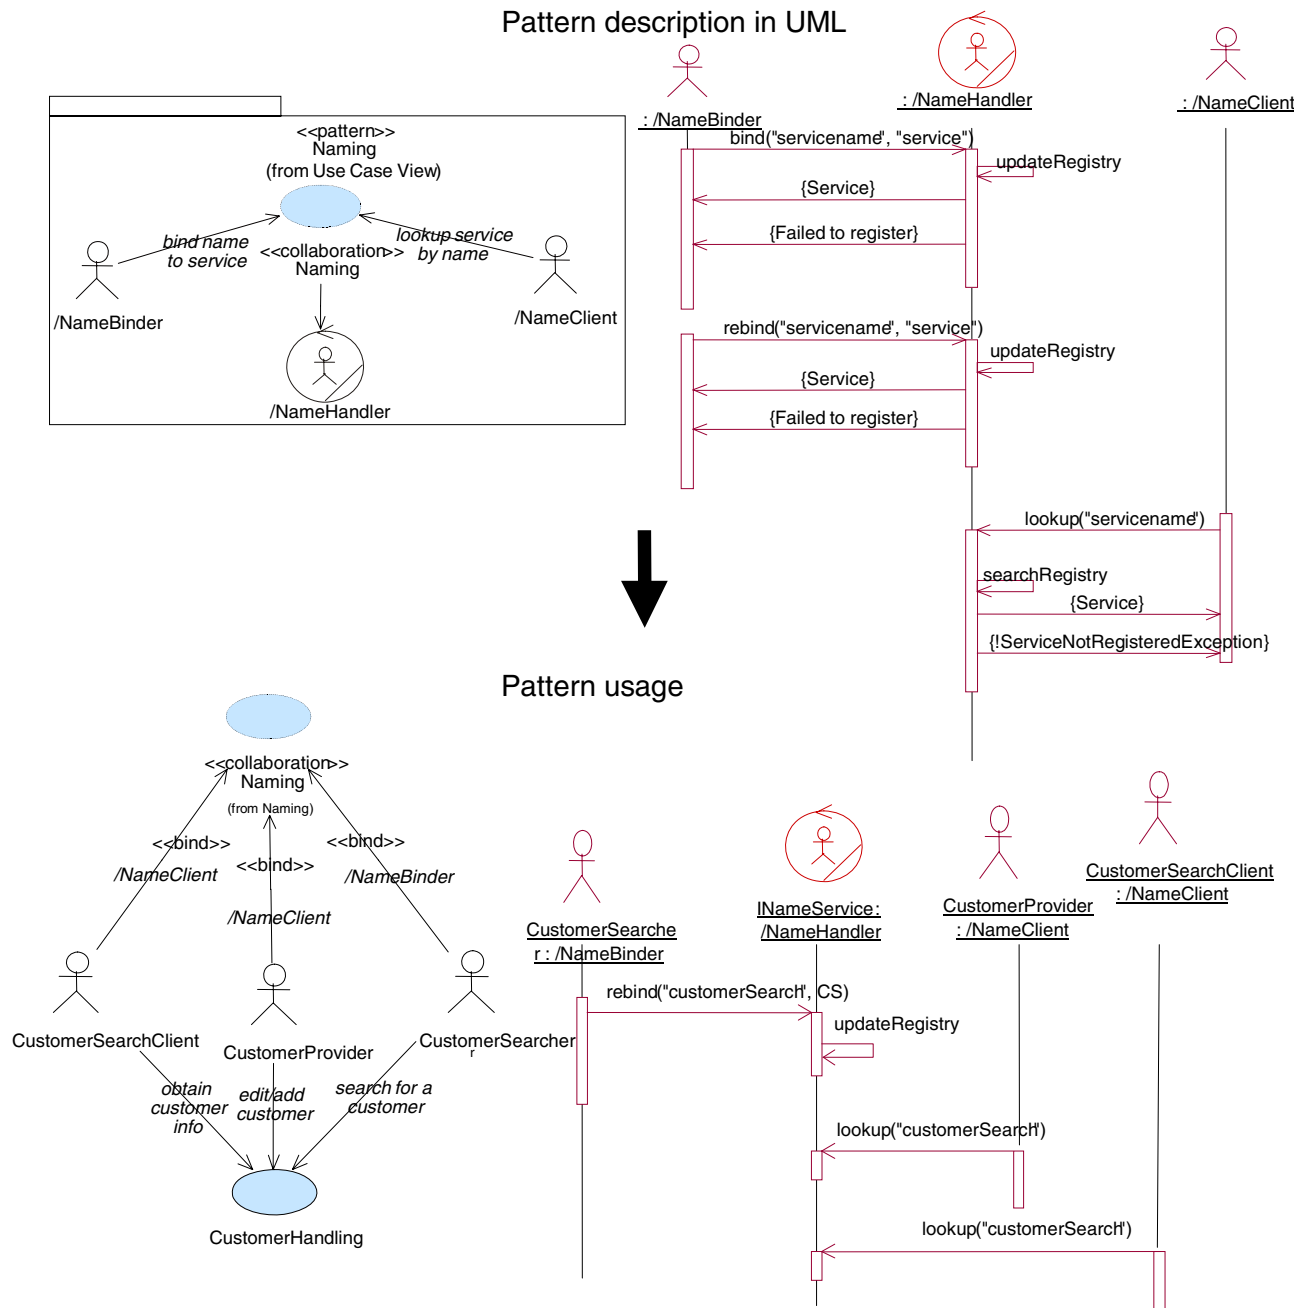 Pattern description in UML
<<pattern>>
Naming
(from Use Case View)
bind name
to service
lookup service
by name
<<collaboration>>
Naming
/NameBinder
/NameClient
/NameHandler
: /NameBinder
: /NameHandler
: /NameClient
bind("servicename", "service")
updateRegistry
{Service}
{Failed to register}
rebind("servicename", "service")
updateRegistry
{Service}
{Failed to register}
lookup("servicename")
searchRegistry
{Service}
{!ServiceNotRegisteredException}
Pattern usage
<<collaboration>>
Naming
(from Naming)
<<bind>>
/NameClient
<<bind>>
/NameClient
<<bind>>
/NameBinder
CustomerSearchClient
CustomerProvider
CustomerSearcher
r
obtain
customer
info
edit/add
customer
search for a
customer
CustomerHandling
CustomerSearche
r : /NameBinder
INameService :
/NameHandler
CustomerProvider
: /NameClient
CustomerSearchClient
: /NameClient
rebind("customerSearch", CS)
updateRegistry
lookup("customerSearch")
lookup("customerSearch")